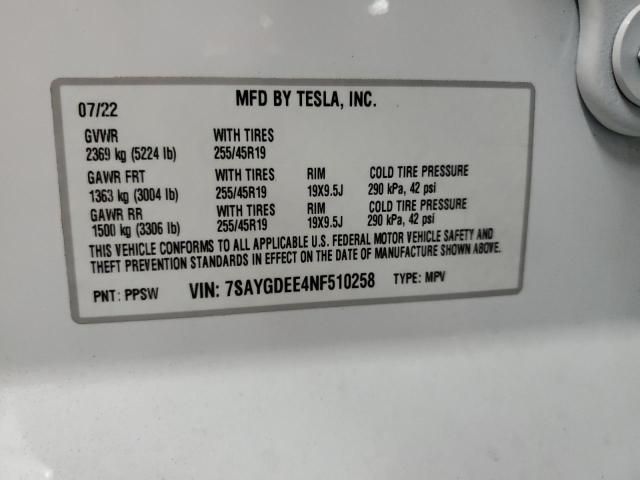 07/22 MFD BY TESLA, INC.
GVWR WITH TIRES
2369 kg (5224 lb) 255/45R19
GAWR FRT WITH TIRES RIM COLD TIRE PRESSURE
1363 kg (3004 lb) 255/45R19 19X9.5J 290 kPa, 42 psi
GAWR RR WITH TIRES RIM COLD TIRE PRESSURE
1500 kg (3306 lb) 255/45R19 19X9.5J 290 kPa, 42 psi
THIS VEHICLE CONFORMS TO ALL APPLICABLE U.S. FEDERAL MOTOR VEHICLE SAFETY AND
THEFT PREVENTION STANDARDS IN EFFECT ON THE DATE OF MANUFACTURE SHOWN ABOVE.
PNT: PPSW VIN: 7SAYGDEE4NF510258 TYPE: MPV